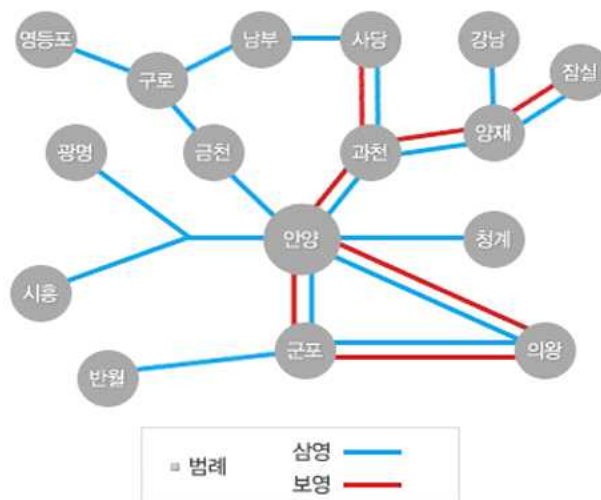 영등포
남부
사당
강남
구로
잠실
광명
금천
과천
양재
안양
청계
시흥
군포
의왕
반월
범례
삼영
보영